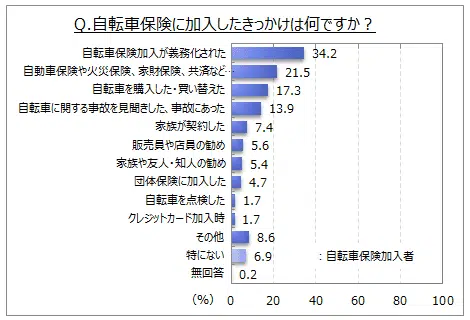 Q.自転車保険に加入したきっかけは何ですか？
自転車保険加入が義務化された 34.2
自動車保険や火災保険、家財保険、共済など… 21.5
自転車を購入した・買い替えた 17.3
自転車に関する事故を見聞きした、事故にあった 13.9
家族が契約した 7.4
販売員や店員の勧め 5.6
家族や友人・知人の勧め 5.4
団体保険に加入した 4.7
自転車を点検した 1.7
クレジットカード加入時 1.7
その他 8.6
特にない 6.9 ：自転車保険加入者
無回答 0.2
(%) 0 20 40 60 80 100